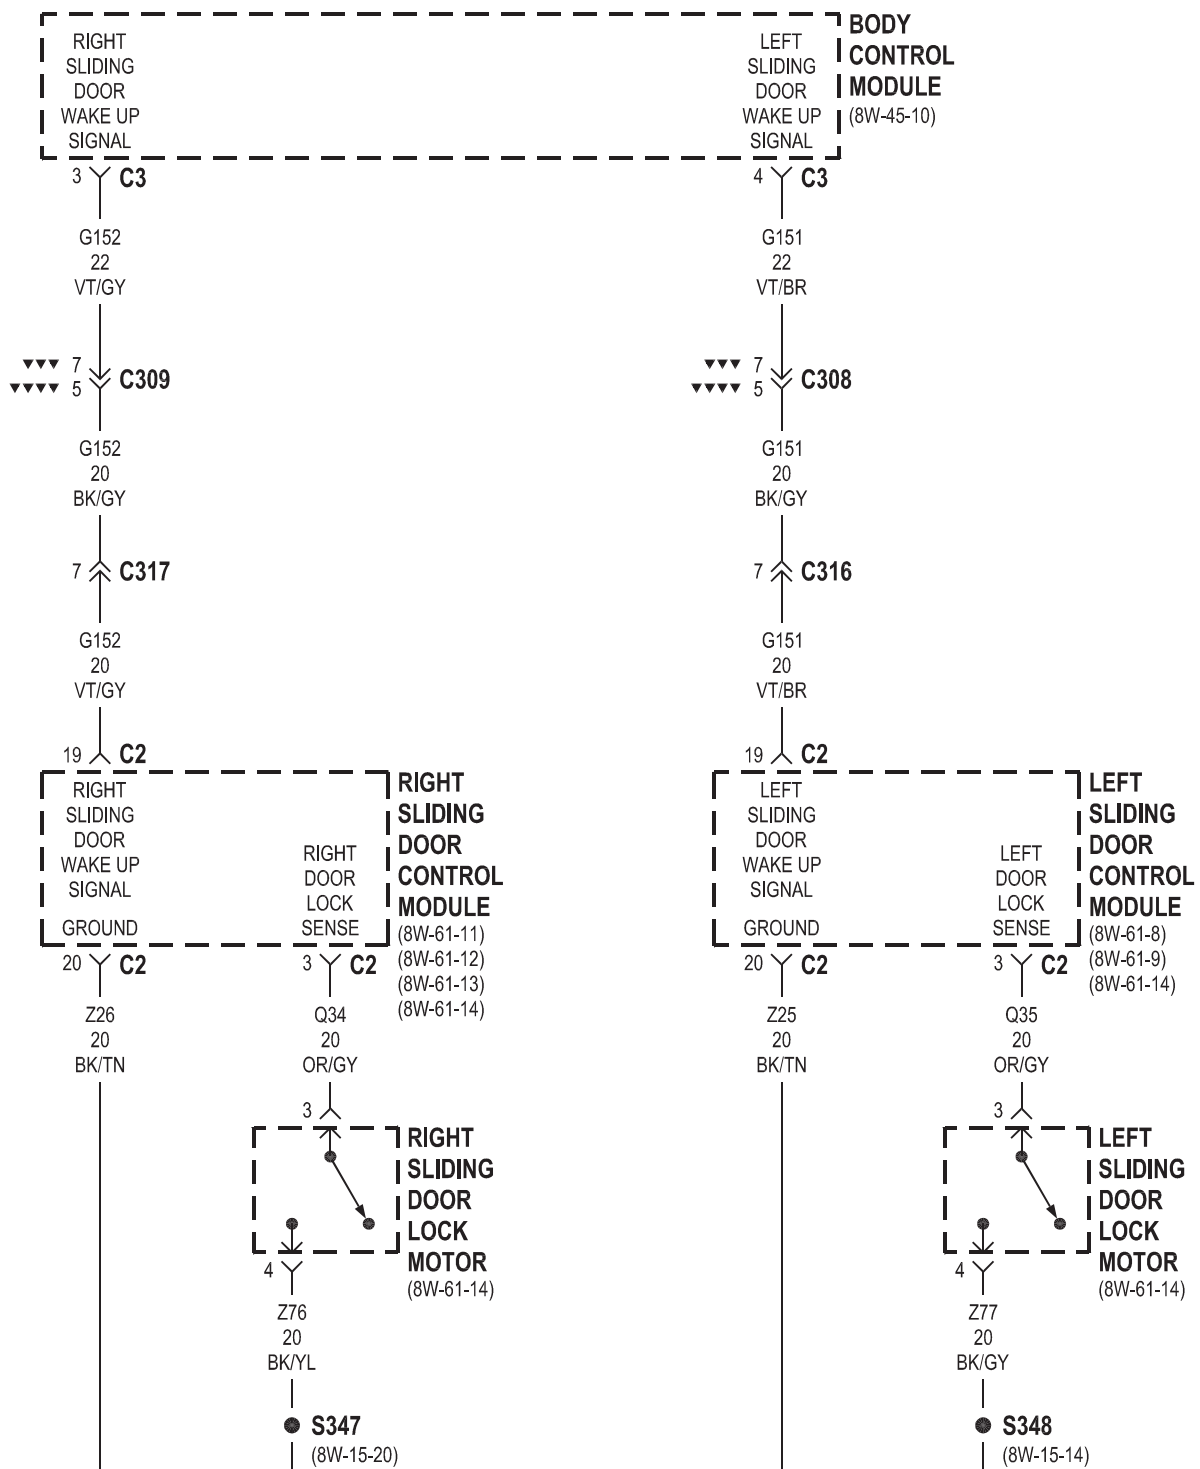 RIGHT
SLIDING
DOOR
WAKE UP
SIGNAL
LEFT
SLIDING
DOOR
WAKE UP
SIGNAL
BODY
CONTROL
MODULE
(8W-45-10)
3 C3
4 C3
G152
22
VT/GY
G151
22
VT/BR
▼▼▼ 7
▼▼▼▼ 5
C309
▼▼▼ 7
▼▼▼▼ 5
C308
G152
20
BK/GY
G151
20
BK/GY
7 C317
7 C316
G152
20
VT/GY
G151
20
VT/BR
19 C2
19 C2
RIGHT
SLIDING
DOOR
WAKE UP
SIGNAL
GROUND
RIGHT
DOOR
LOCK
SENSE
RIGHT
SLIDING
DOOR
CONTROL
MODULE
(8W-61-11)
(8W-61-12)
(8W-61-13)
(8W-61-14)
LEFT
SLIDING
DOOR
WAKE UP
SIGNAL
GROUND
LEFT
DOOR
LOCK
SENSE
LEFT
SLIDING
DOOR
CONTROL
MODULE
(8W-61-8)
(8W-61-9)
(8W-61-14)
20 C2
3 C2
20 C2
3 C2
Z26
20
BK/TN
Q34
20
OR/GY
Z25
20
BK/TN
Q35
20
OR/GY
3
RIGHT
SLIDING
DOOR
LOCK
MOTOR
(8W-61-14)
4
3
LEFT
SLIDING
DOOR
LOCK
MOTOR
(8W-61-14)
4
Z76
20
BK/YL
Z77
20
BK/GY
S347
(8W-15-20)
S348
(8W-15-14)